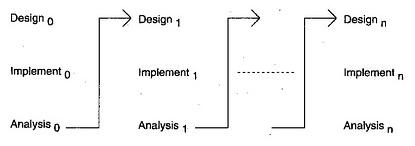 Design 0 Design 1 Design n
Implement 0 Implement 1 Implement n
Analysis 0 Analysis 1 Analysis n